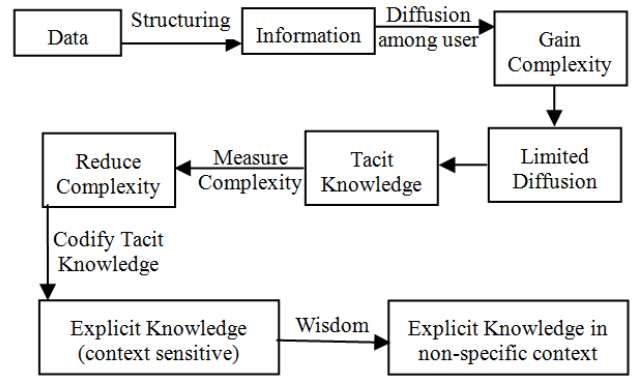 Data
Structuring
Information
Diffusion
among user
Gain
Complexity
Reduce
Complexity
Measure
Complexity
Tacit
Knowledge
Limited
Diffusion
Codify Tacit
Knowledge
Explicit Knowledge
(context sensitive)
Wisdom
Explicit Knowledge in
non-specific context